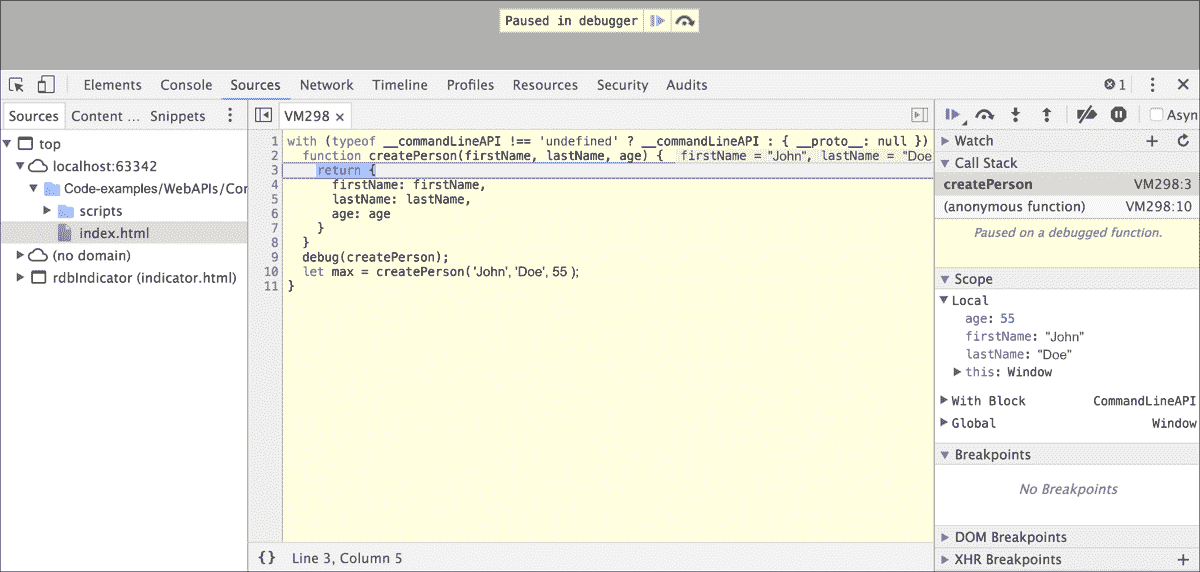 Paused in debugger
Elements Console Sources Network Timeline Profiles Resources Security Audits 1
Sources Content ... Snippets
VM298
Asyn
top
localhost:63342
Code-examples/WebAPIs/Cor
scripts
index.html
(no domain)
rdbIndicator (indicator.html)
1 with (typeof __commandLineAPI !== 'undefined' ? __commandLineAPI : { __proto__: null })
2 function createPerson(firstName, lastName, age) { firstName = "John", lastName = "Doe
3 return {
4 firstName: firstName,
5 lastName: lastName,
6 age: age
7 }
8 }
9 debug(createPerson);
10 let max = createPerson( 'John', 'Doe', 55 );
11 }
{} Line 3, Column 5
Watch
Call Stack
createPerson VM298:3
(anonymous function) VM298:10
Paused on a debugged function.
Scope
Local
age: 55
firstName: "John"
lastName: "Doe"
this: Window
With Block CommandLineAPI
Global Window
Breakpoints
No Breakpoints
DOM Breakpoints
XHR Breakpoints